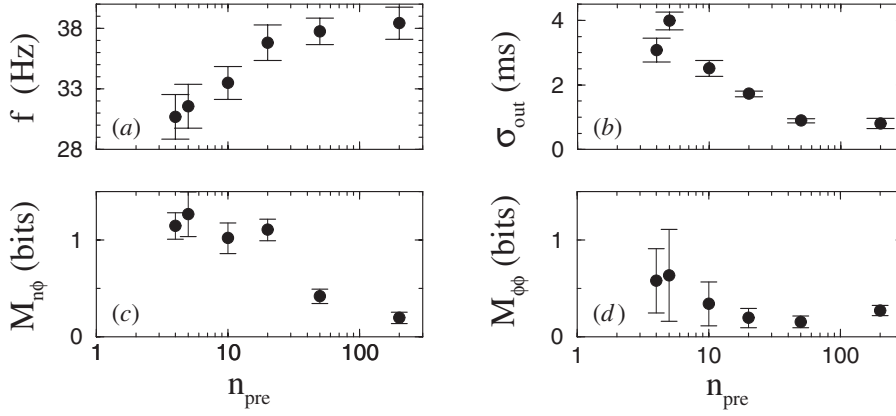 38
33
28
f (Hz)
(a)
4
2
0
σout (ms)
(b)
1
0
Mnϕ (bits)
(c)
1
10
100
npre
1
0
Mϕϕ (bits)
(d)
1
10
100
npre